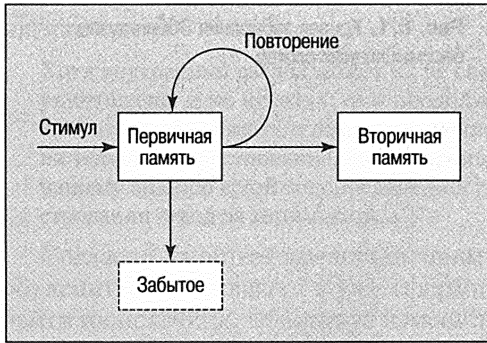 Повторение
Стимул
Первичная
память
Вторичная
память
Забытое